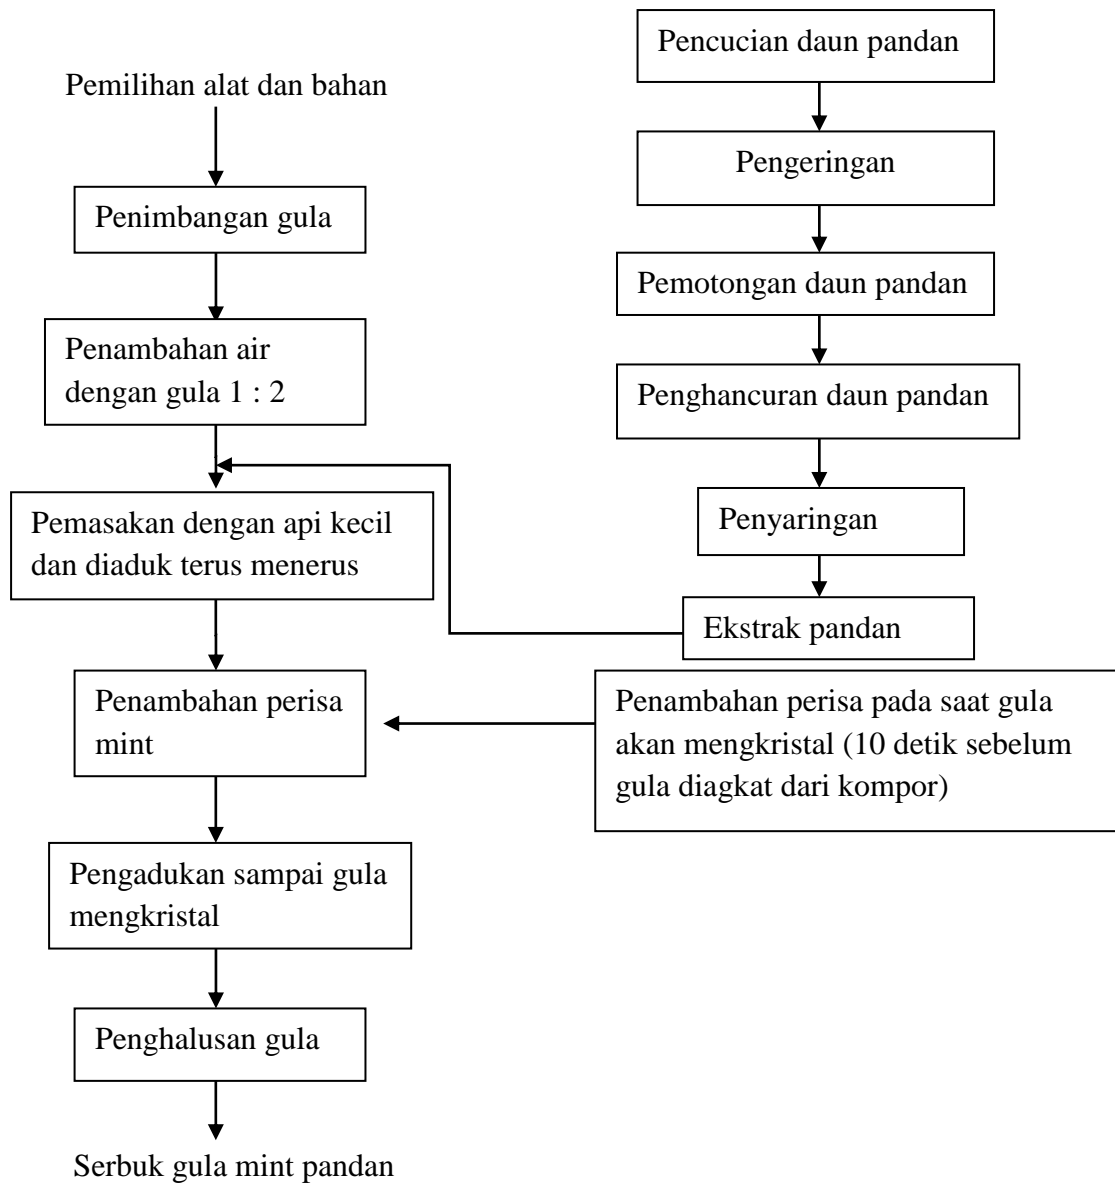 Pemilihan alat dan bahan
Penimbangan gula
Penambahan air
dengan gula 1 : 2
Pemasakan dengan api kecil
dan diaduk terus menerus
Penambahan perisa
mint
Pengadukan sampai gula
mengkristal
Penghalusan gula
Serbuk gula mint pandan
Pencucian daun pandan
Pengeringan
Pemotongan daun pandan
Penghancuran daun pandan
Penyaringan
Ekstrak pandan
Penambahan perisa pada saat gula
akan mengkristal (10 detik sebelum
gula diagkat dari kompor)